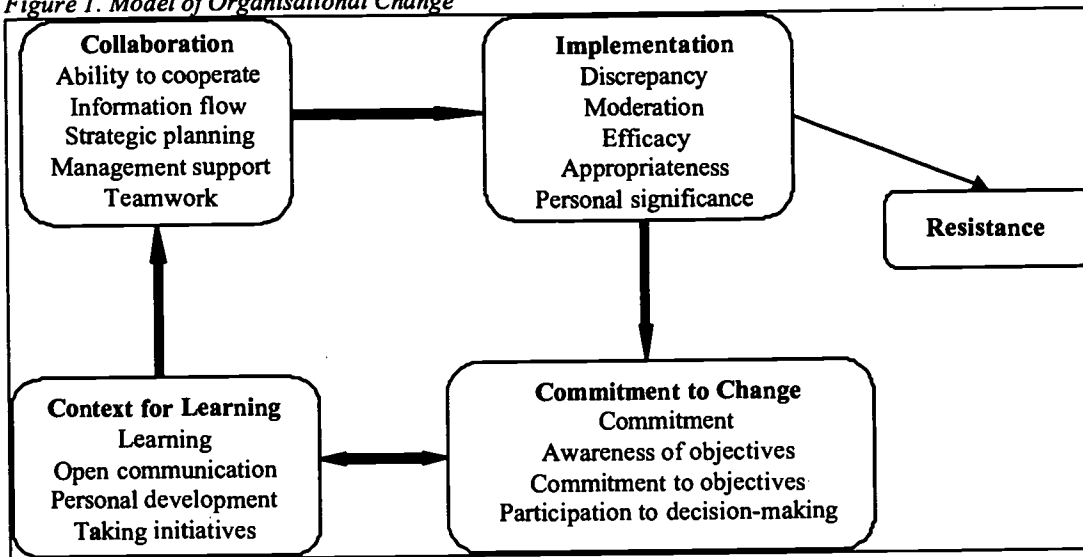 Figure 1. Model of Organisational Change
Collaboration
Ability to cooperate
Information flow
Strategic planning
Management support
Teamwork
Implementation
Discrepancy
Moderation
Efficacy
Appropriateness
Personal significance
Resistance
Context for Learning
Learning
Open communication
Personal development
Taking initiatives
Commitment to Change
Commitment
Awareness of objectives
Commitment to objectives
Participation to decision-making